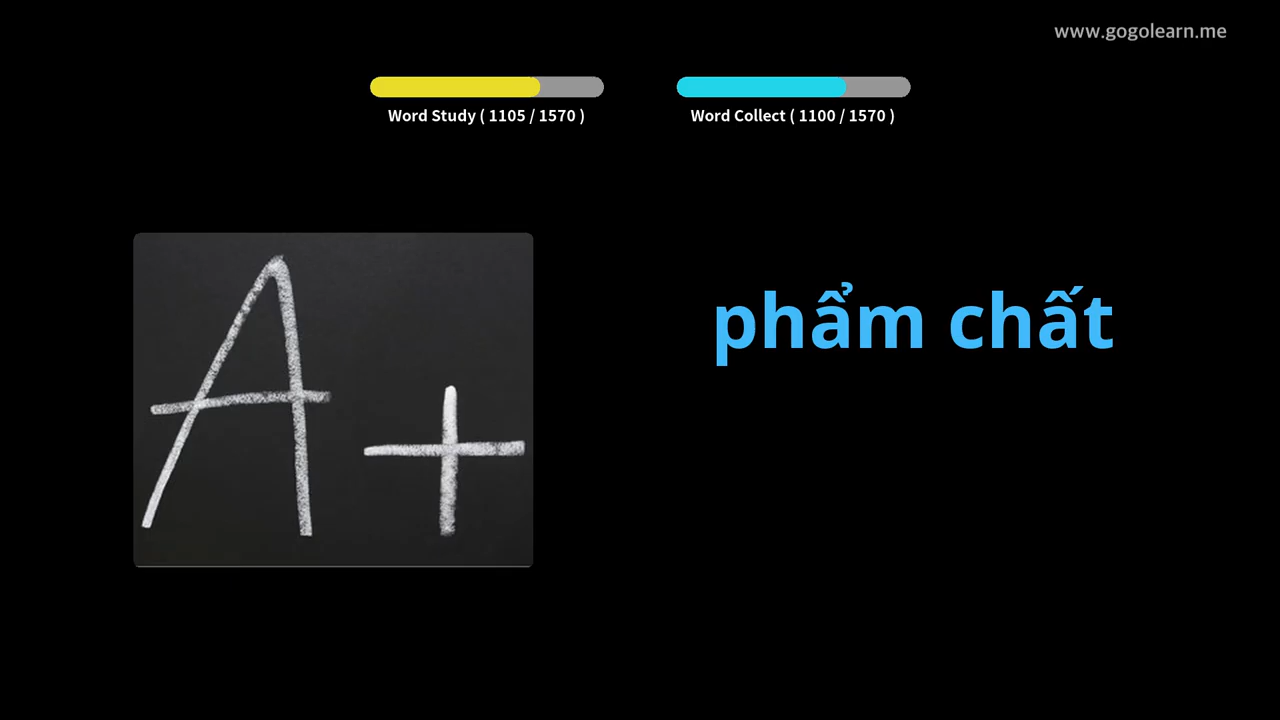 www.gogolearn.me
Word Study ( 1105 / 1570 )
Word Collect ( 1100 / 1570 )
A+
phẩm chất